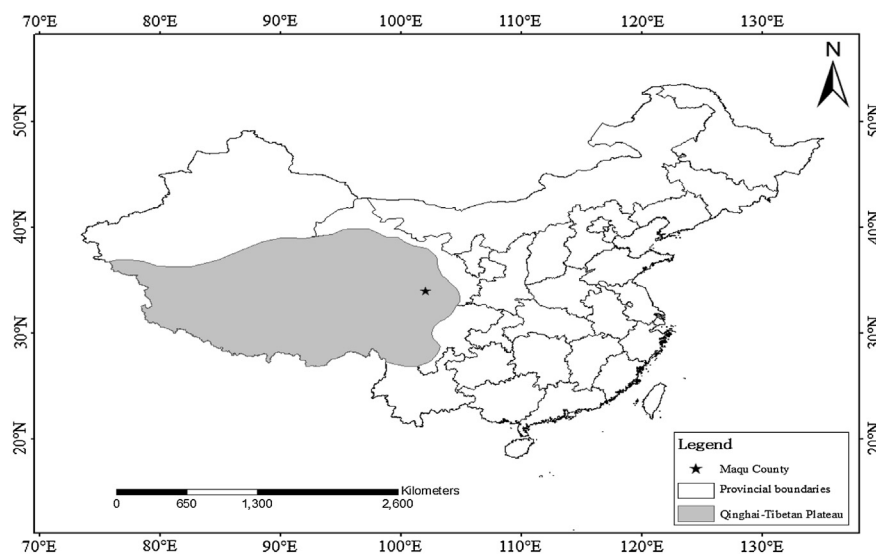 70°E 80°E 90°E 100°E 110°E 120°E 130°E
N
50°N 50°N
40°N 40°N
30°N 30°N
20°N 20°N
Legend
Maqu County
Provincial boundaries
Qinghai-Tibetan Plateau
Kilometers
0 650 1,300 2,600
70°E 80°E 90°E 100°E 110°E 120°E 130°E